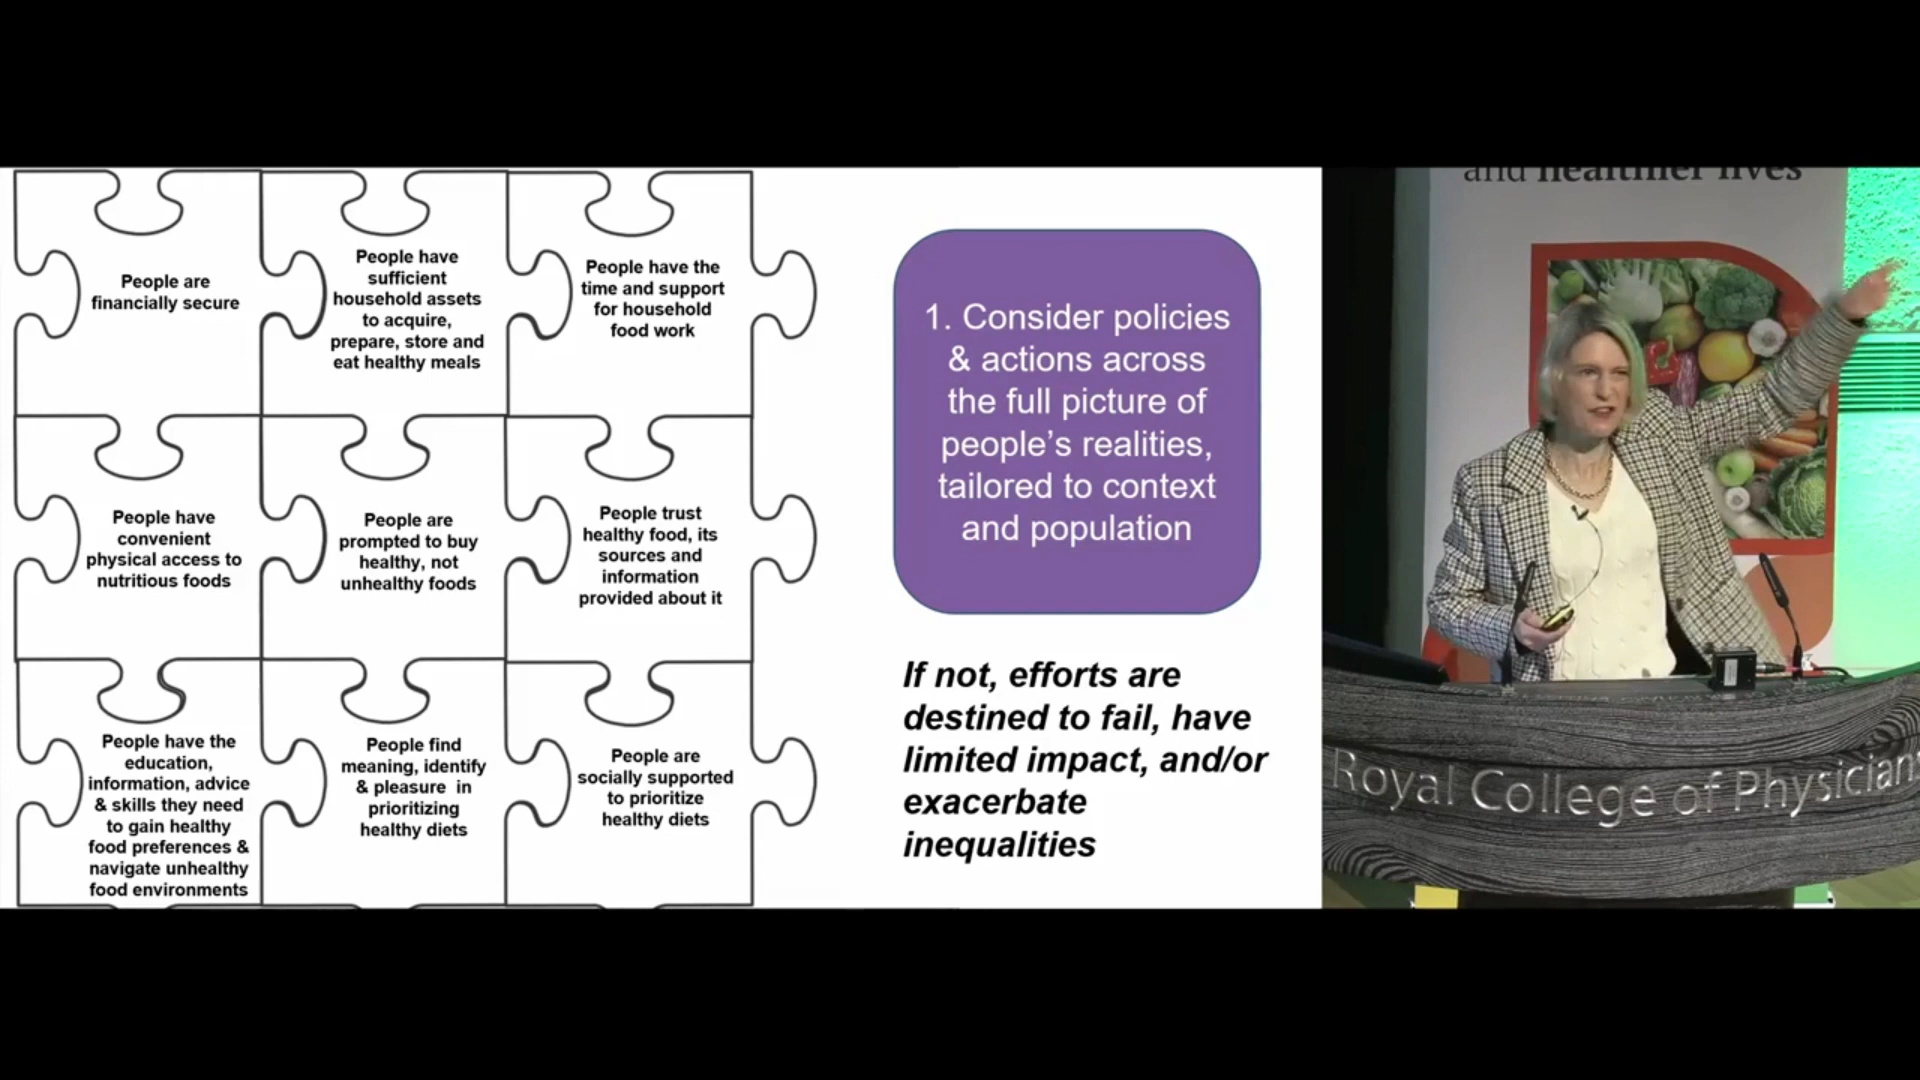 People are
financially secure
People have
sufficient
household assets
to acquire,
prepare, store and
eat healthy meals
People have the
time and support
for household
food work
People have
convenient
physical access to
nutritious foods
People are
prompted to buy
healthy, not
unhealthy foods
People trust
healthy food, its
sources and
information
provided about it
People have the
education,
information, advice
& skills they need
to gain healthy
food preferences &
navigate unhealthy
food environments
People find
meaning, identify
& pleasure in
prioritizing
healthy diets
People are
socially supported
to prioritize
healthy diets
1. Consider policies
& actions across
the full picture of
people's realities,
tailored to context
and population
If not, efforts are
destined to fail, have
limited impact, and/or
exacerbate
inequalities
and healthier lives
Royal College of Physicians